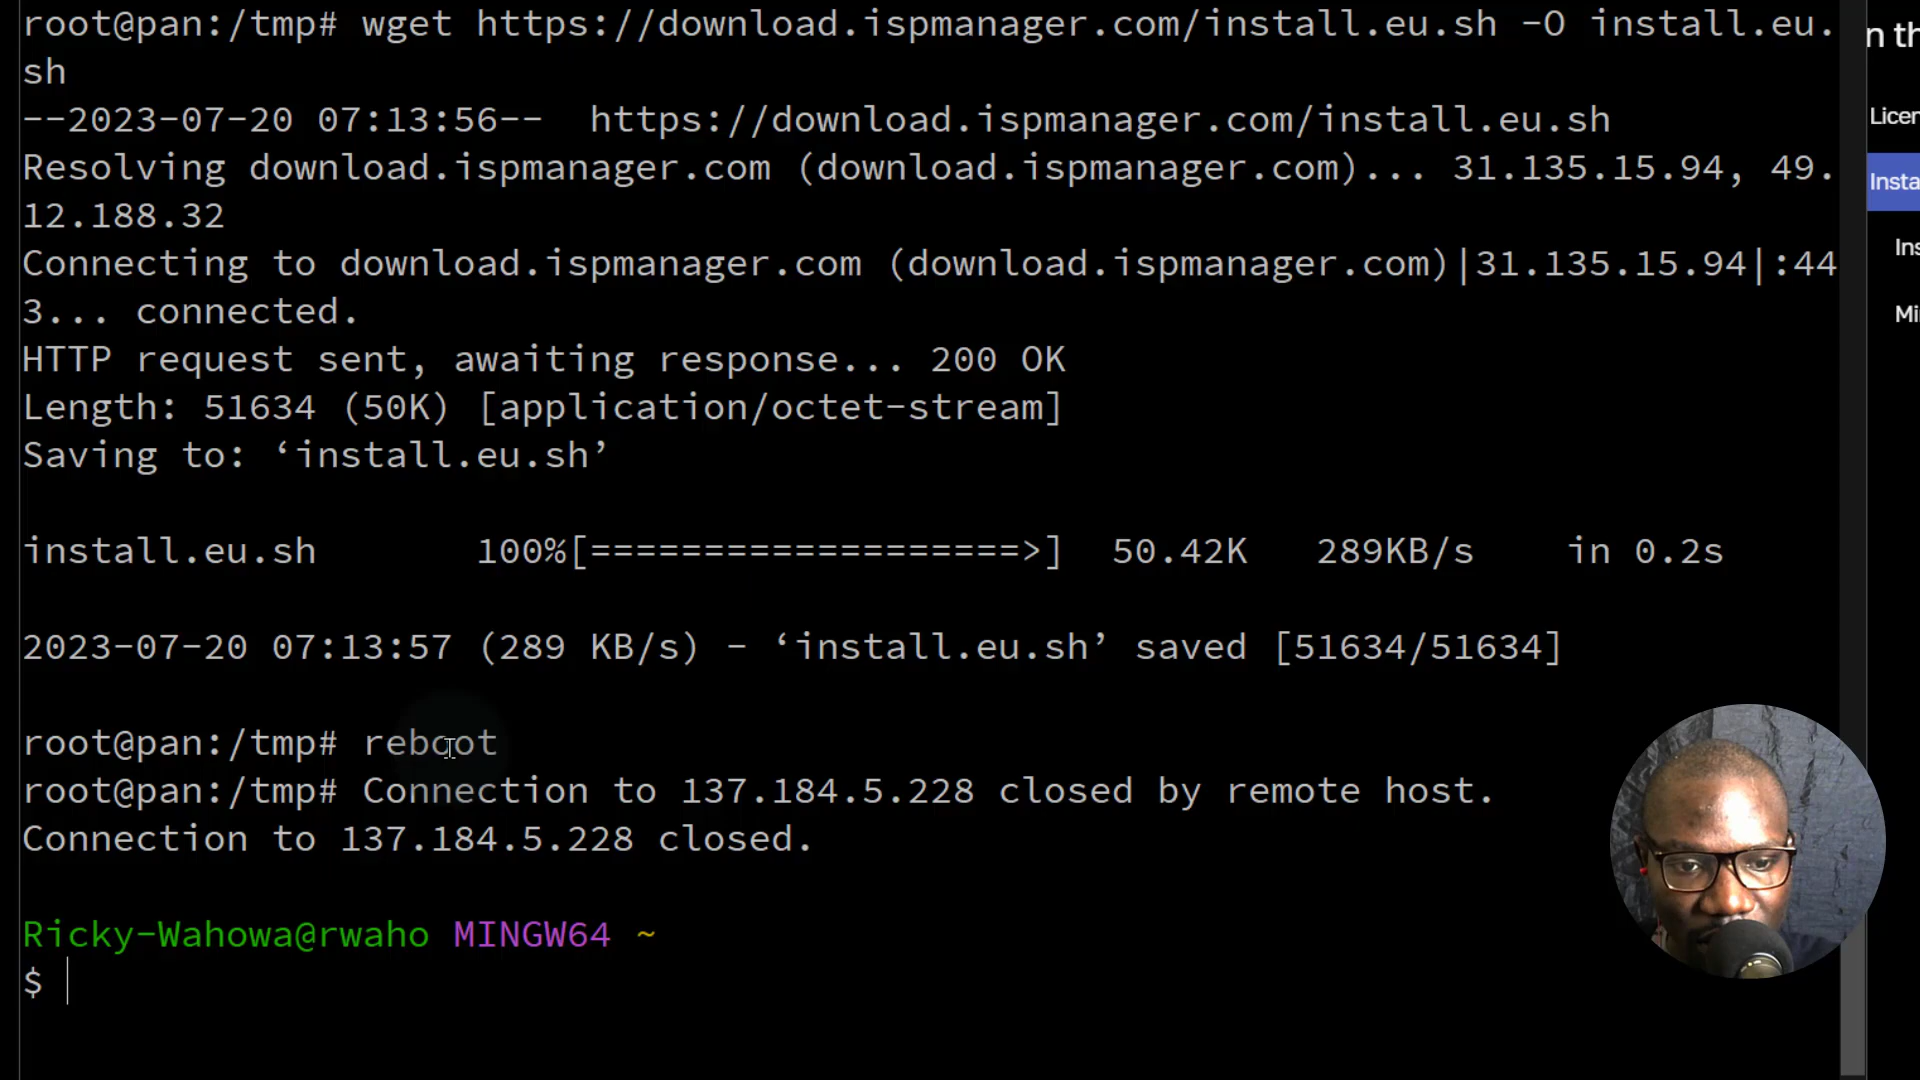 root@pan:/tmp# wget https://download.ispmanager.com/install.eu.sh -O install.eu.
sh
--2023-07-20 07:13:56--  https://download.ispmanager.com/install.eu.sh
Resolving download.ispmanager.com (download.ispmanager.com)... 31.135.15.94, 49.
12.188.32
Connecting to download.ispmanager.com (download.ispmanager.com)|31.135.15.94|:44
3... connected.
HTTP request sent, awaiting response... 200 OK
Length: 51634 (50K) [application/octet-stream]
Saving to: ‘install.eu.sh’
install.eu.sh       100%[===================>]  50.42K   289KB/s    in 0.2s
2023-07-20 07:13:57 (289 KB/s) - ‘install.eu.sh’ saved [51634/51634]
root@pan:/tmp# reboot
root@pan:/tmp# Connection to 137.184.5.228 closed by remote host.
Connection to 137.184.5.228 closed.
Ricky-Wahowa@rwaho MINGW64 ~
$
n th
Licen
Insta
Ins
Mi